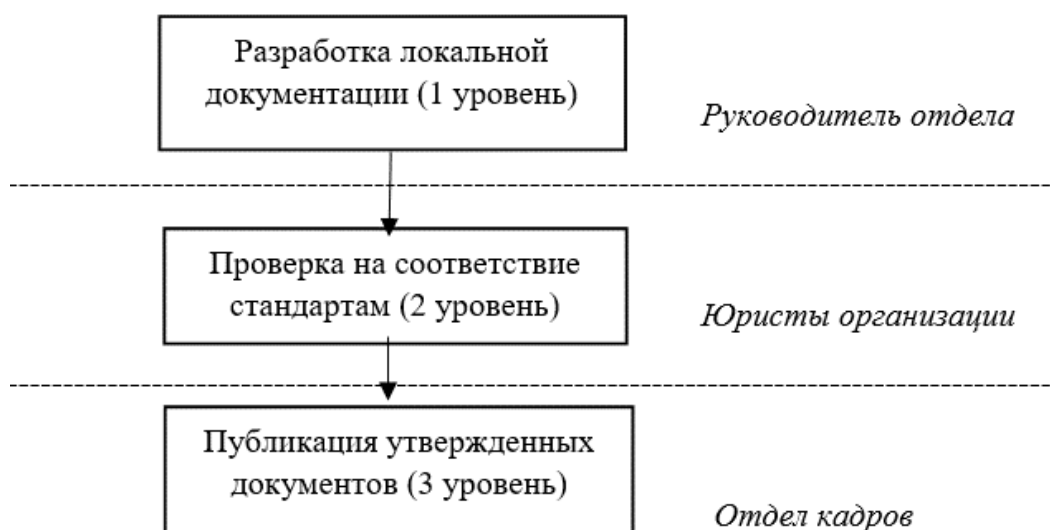 Разработка локальной
документации (1 уровень)
Руководитель отдела
Проверка на соответствие
стандартам (2 уровень)
Юристы организации
Публикация утвержденных
документов (3 уровень)
Отдел кадров